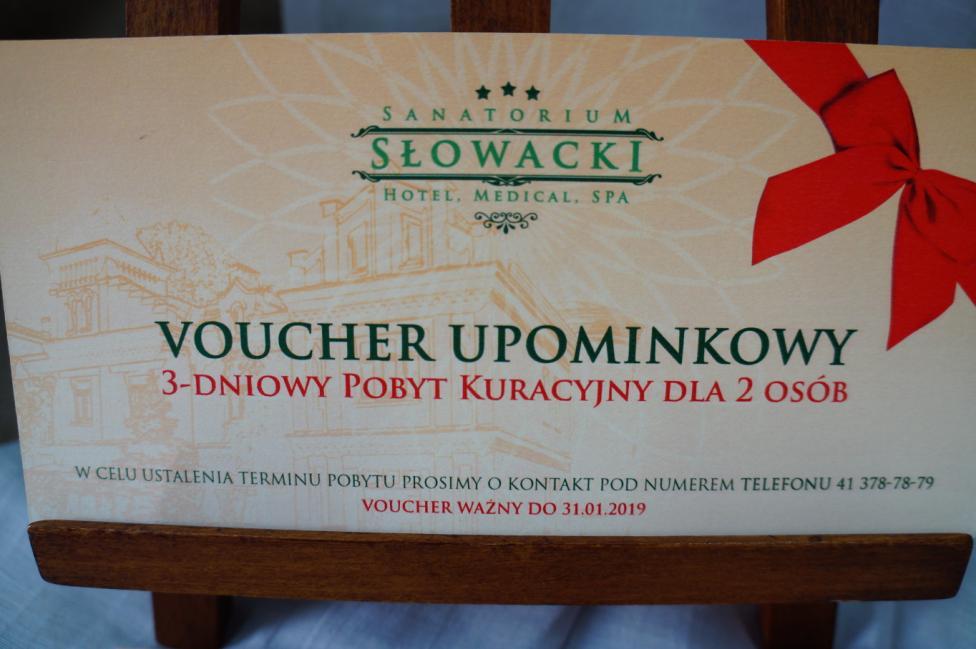 SANATORIUM
SŁOWACKI
HOTEL, MEDICAL, SPA
VOUCHER UPOMINKOWY
3-DNIOWY POBYT KURACYJNY DLA 2 OSÓB
W CELU USTALENIA TERMINU POBYTU PROSIMY O KONTAKT POD NUMEREM TELEFONU 41 378-78-79
VOUCHER WAŻNY DO 31.01.2019